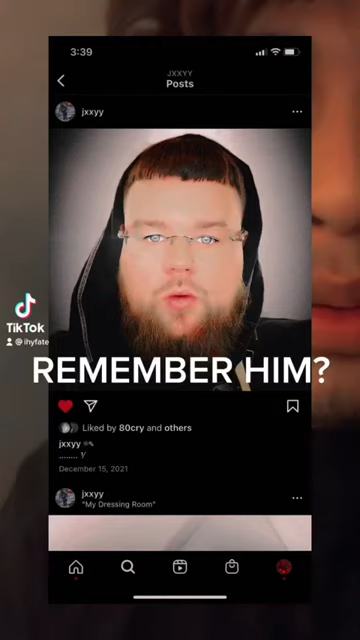 3:39
JXXYY
Posts
jxxyy
TikTok
@ihyfate
REMEMBER HIM?
Liked by 80cry and others
jxxyy
........ 1/
December 15, 2021
jxxyy
"My Dressing Room"